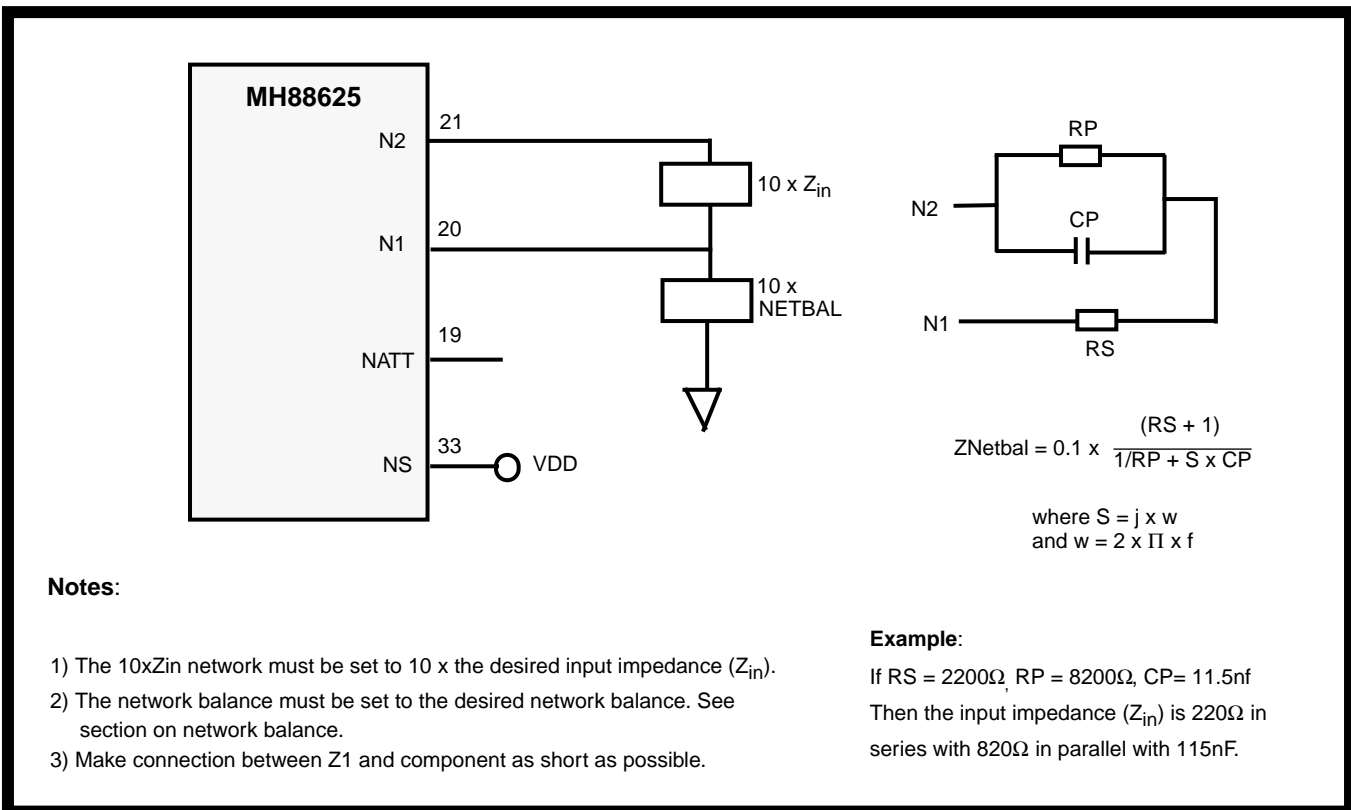 MH88625
N2
21
10 x Zin
N1
20
10 x
NETBAL
NATT
19
NS
33
VDD
RP
N2
CP
N1
RS
ZNetbal = 0.1 x (RS + 1)
1/RP + S x CP
where S = j x w
and w = 2 x Π x f
Notes:
1) The 10xZin network must be set to 10 x the desired input impedance (Zin).
2) The network balance must be set to the desired network balance. See
section on network balance.
3) Make connection between Z1 and component as short as possible.
Example:
If RS = 2200Ω, RP = 8200Ω, CP= 11.5nf
Then the input impedance (Zin) is 220Ω in
series with 820Ω in parallel with 115nF.